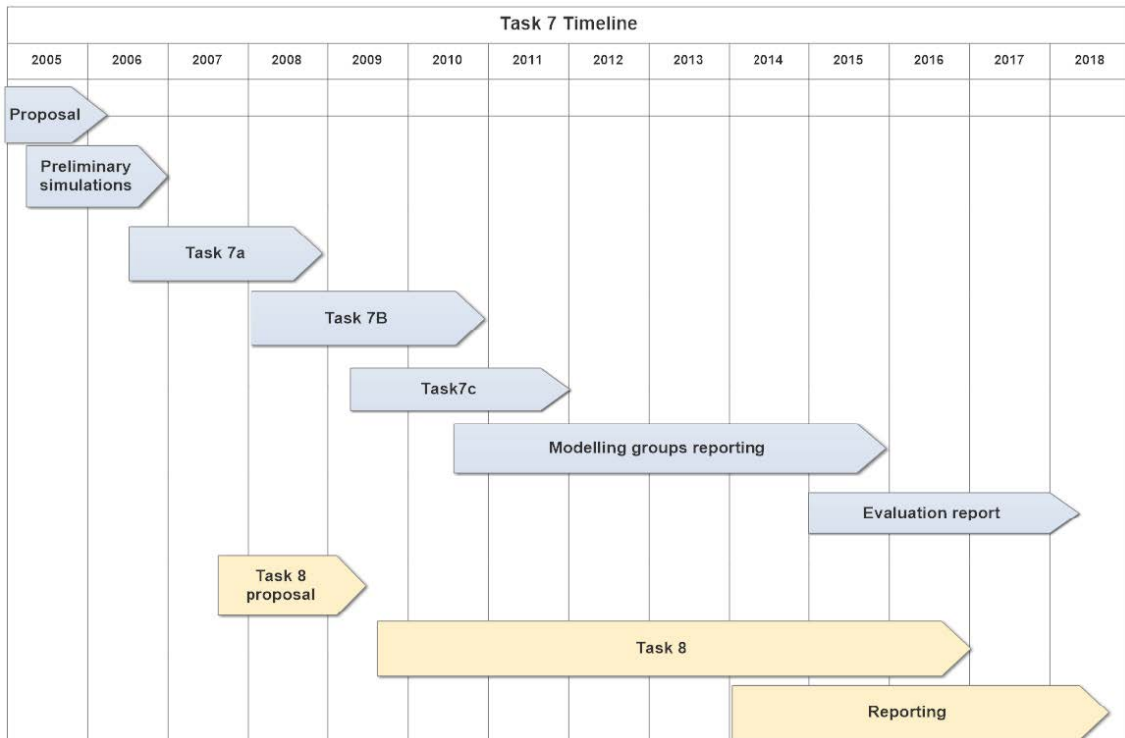 Task 7 Timeline
2005 2006 2007 2008 2009 2010 2011 2012 2013 2014 2015 2016 2017 2018
Proposal
Preliminary
simulations
Task 7a
Task 7B
Task7c
Modelling groups reporting
Evaluation report
Task 8
proposal
Task 8
Reporting